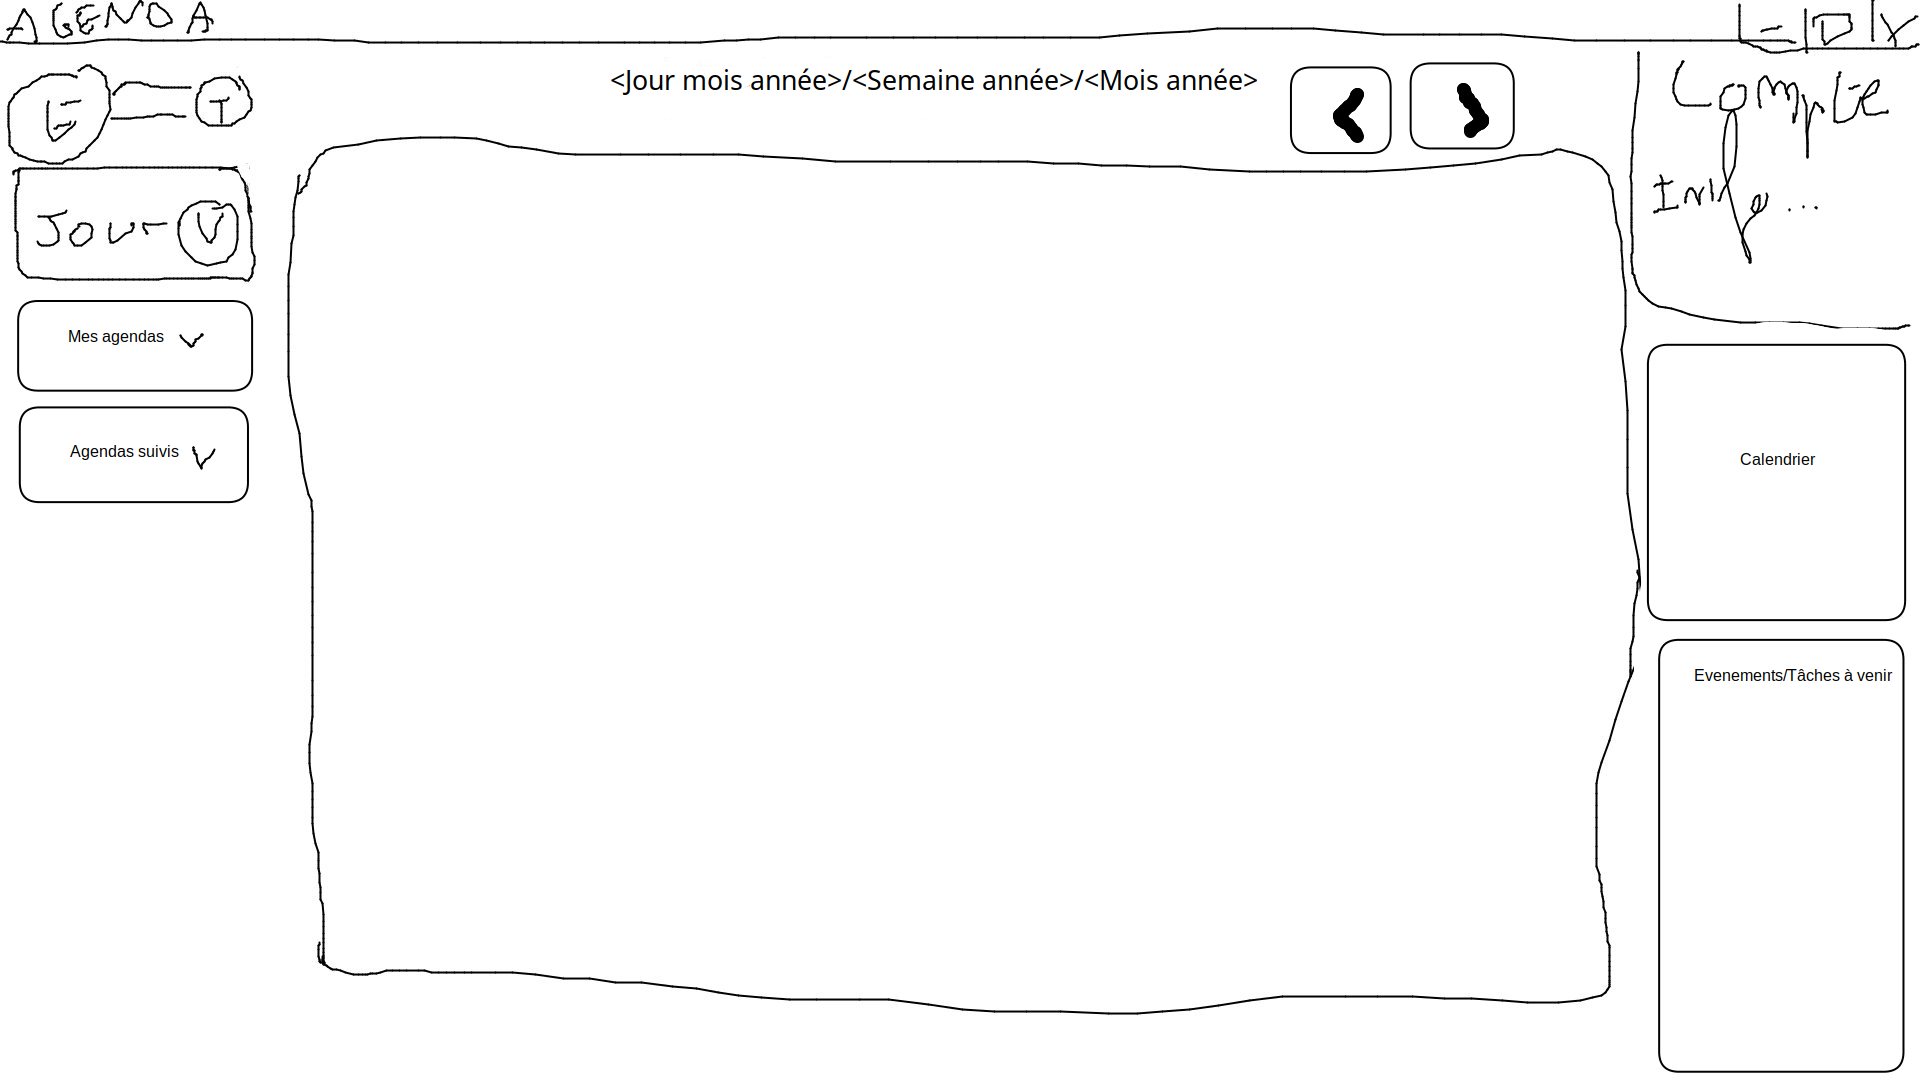 AGENDA
<Jour mois année>/<Semaine année>/<Mois année>
E T
Jour V
Mes agendas
Agendas suivis
Compte
Info...
Calendrier
Evenements/Tâches à venir